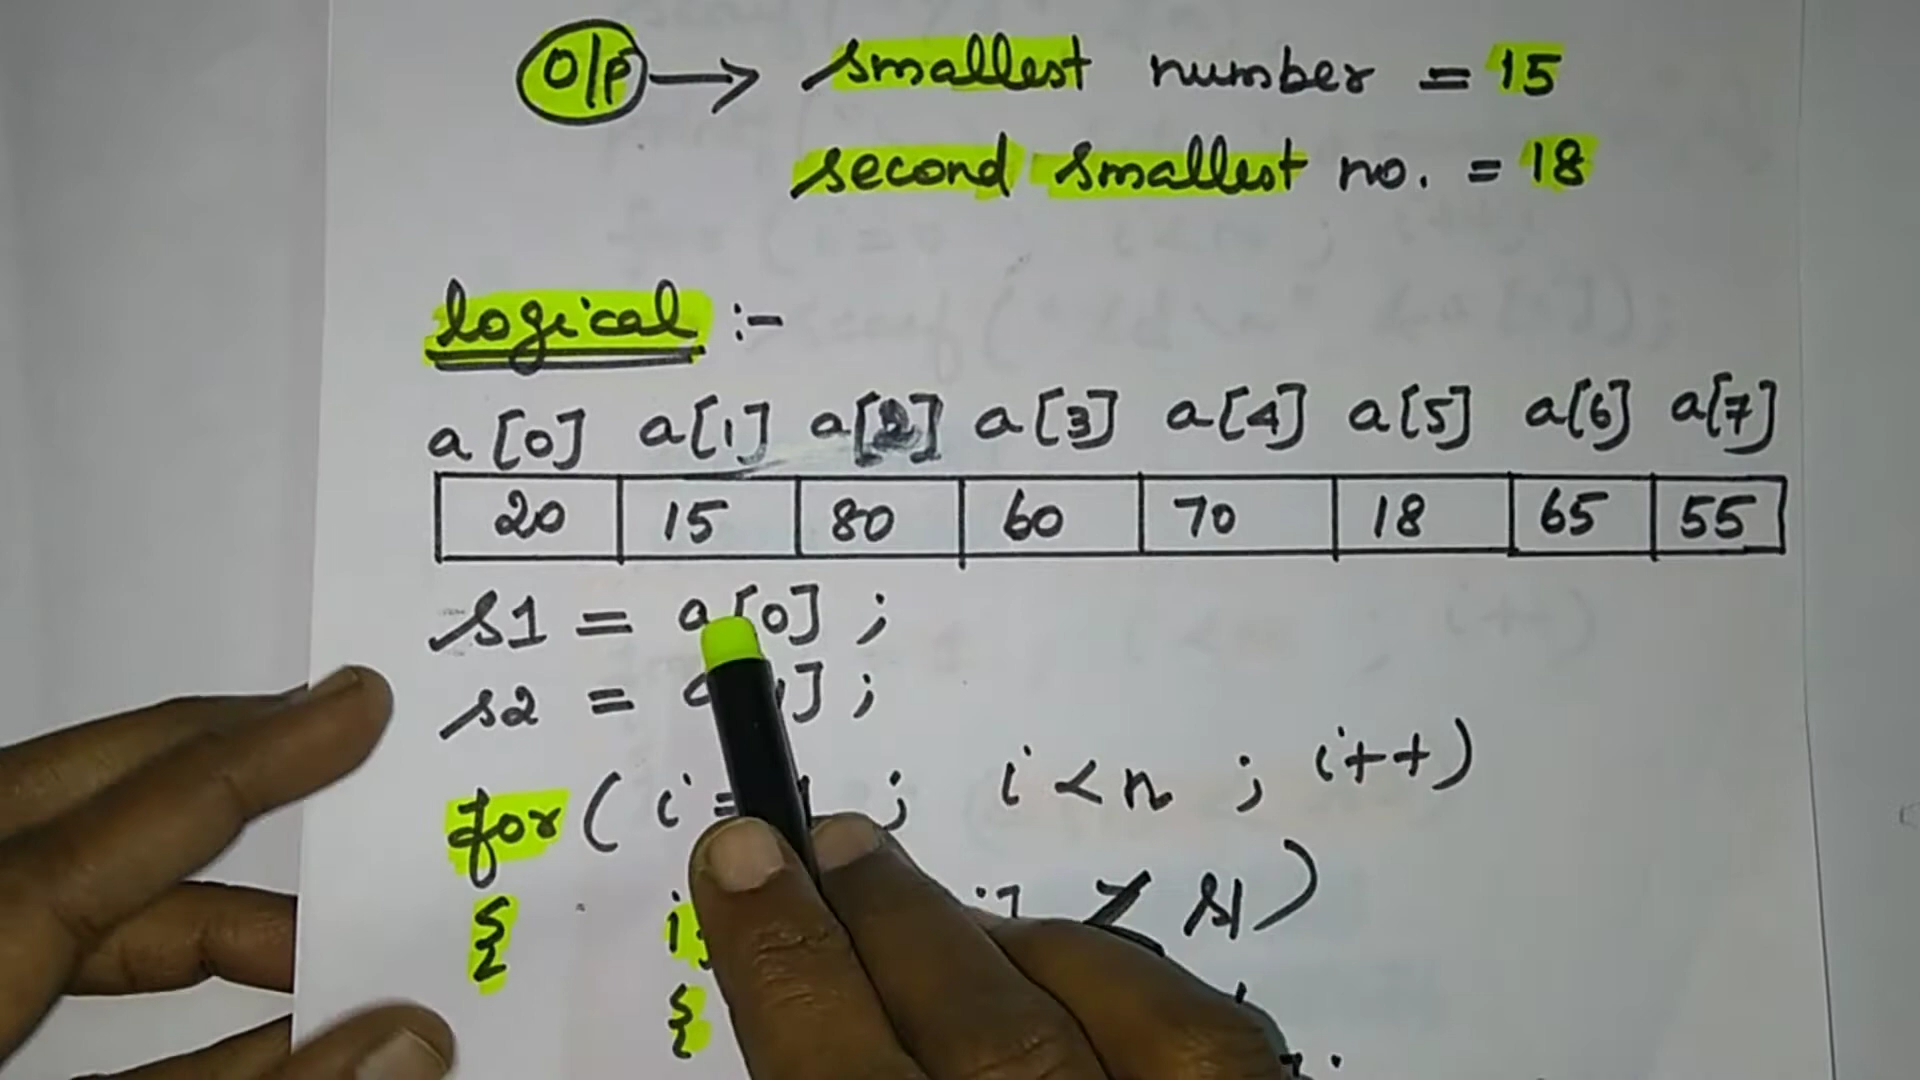 O/P → smallest number = 15
second smallest no. = 18
logical :-
a[0] a[1] a[2] a[3] a[4] a[5] a[6] a[7]
20 15 80 60 70 18 65 55
s1 = a[0] ;
s2 = ] ;
for ( i = ; i < n ; i++)
{ s1)
{